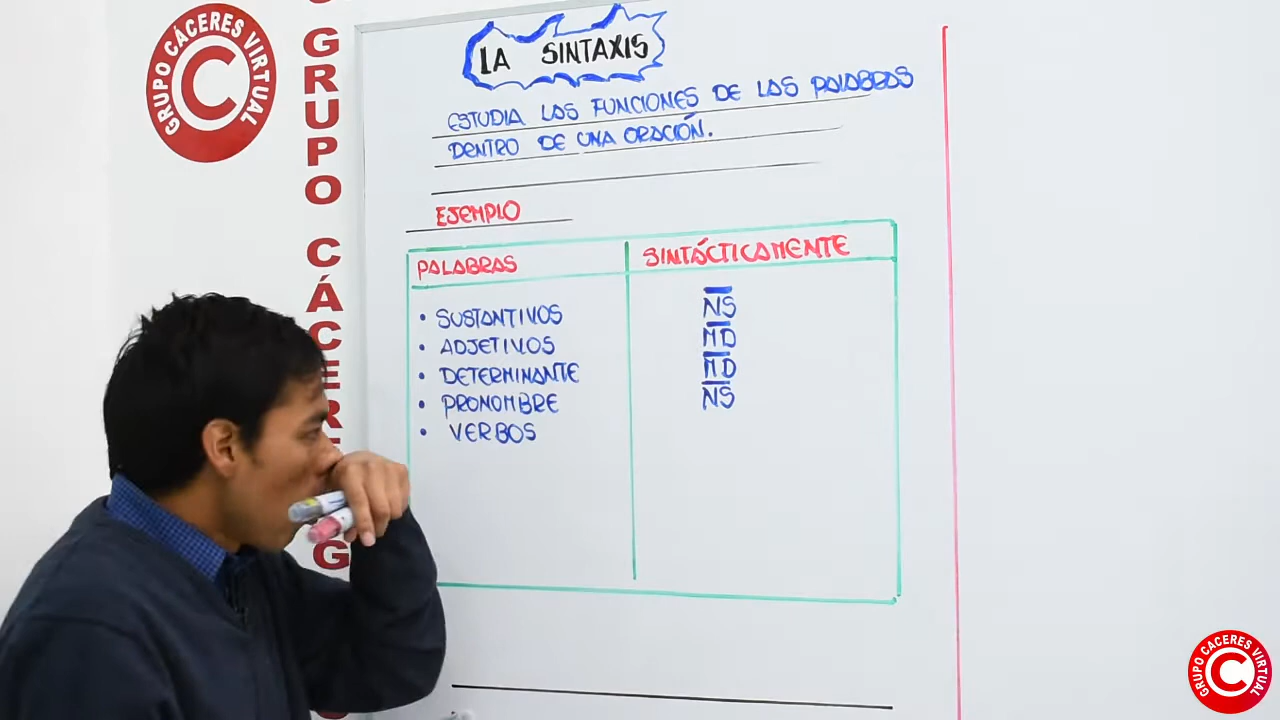 GRUPO CÁCERES VIRTUAL
C
GRUPO CÁCER
G
LA SINTAXIS
ESTUDIA LAS FUNCIONES DE LAS PALABRAS
DENTRO DE UNA ORACIÓN.
EJEMPLO
PALABRAS SINTÁCTICAMENTE
• SUSTANTIVOS NS
• ADJETIVOS MD
• DETERMINANTE MD
• PRONOMBRE NS
• VERBOS
GRUPO CACERES VIRTUAL
C